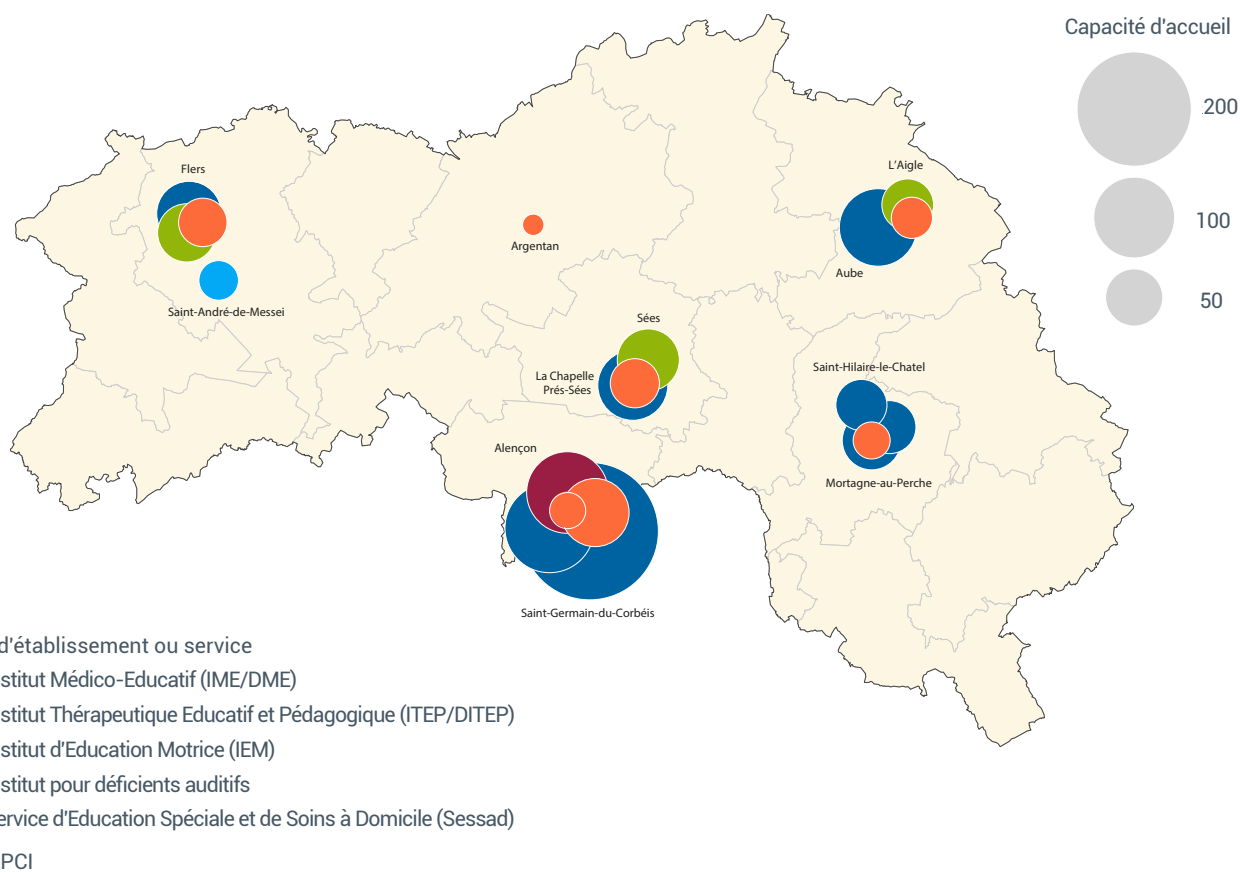 Capacité d'accueil
200
100
50
Flers
Saint-André-de-Messei
Argentan
L'Aigle
Aube
Sées
La Chapelle
Prés-Sées
Saint-Hilaire-le-Chatel
Mortagne-au-Perche
Alençon
Saint-Germain-du-Corbéis
d'établissement ou service
stitut Médico-Educatif (IME/DME)
stitut Thérapeutique Educatif et Pédagogique (ITEP/DITEP)
stitut d'Education Motrice (IEM)
stitut pour déficients auditifs
ervice d'Education Spéciale et de Soins à Domicile (Sessad)
PCI